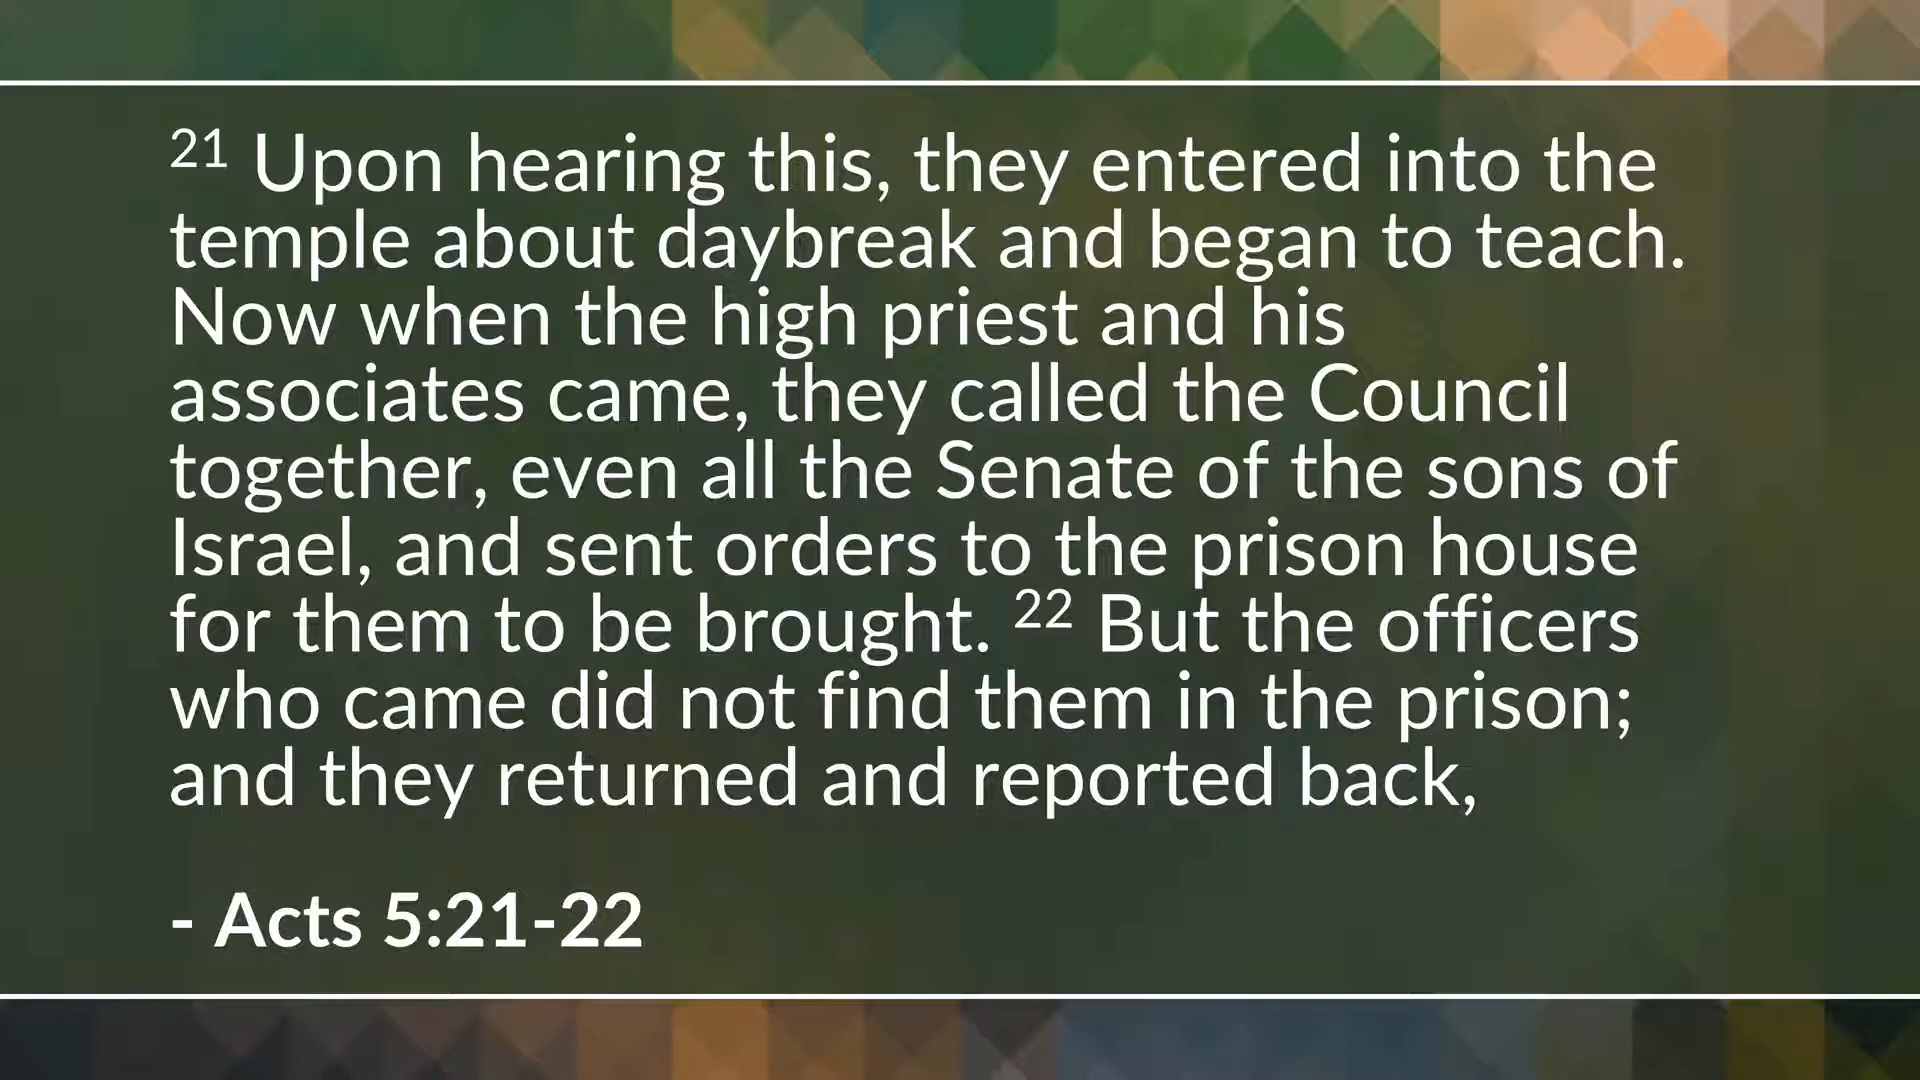 21 Upon hearing this, they entered into the
temple about daybreak and began to teach.
Now when the high priest and his
associates came, they called the Council
together, even all the Senate of the sons of
Israel, and sent orders to the prison house
for them to be brought. 22 But the officers
who came did not find them in the prison;
and they returned and reported back,
- Acts 5:21-22